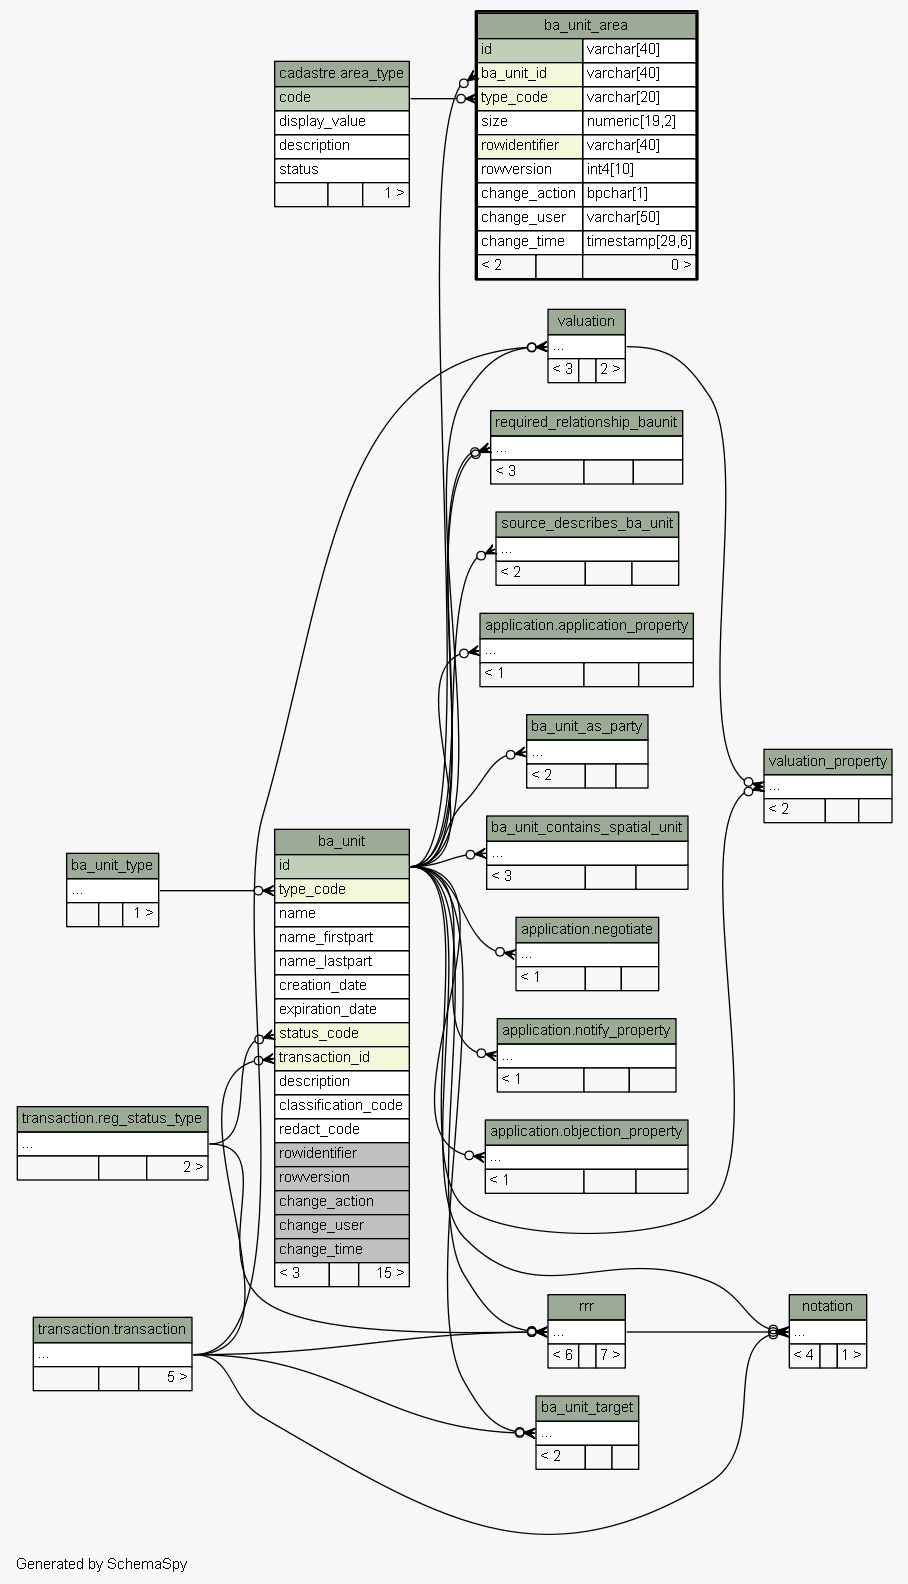 ba_unit_area
id varchar[40]
ba_unit_id varchar[40]
type_code varchar[20]
size numeric[19,2]
rowidentifier varchar[40]
rowversion int4[10]
change_action bpchar[1]
change_user varchar[50]
change_time timestamp[29,6]
< 2 0 >
cadastre.area_type
code
display_value
description
status
1 >
valuation
...
< 3 2 >
required_relationship_baunit
...
< 3
source_describes_ba_unit
...
< 2
application.application_property
...
< 1
ba_unit_as_party
...
< 2
valuation_property
...
< 2
ba_unit_contains_spatial_unit
...
< 3
ba_unit
id
type_code
name
name_firstpart
name_lastpart
creation_date
expiration_date
status_code
transaction_id
description
classification_code
redact_code
rowidentifier
rowversion
change_action
change_user
change_time
< 3 15 >
ba_unit_type
...
1 >
application.negotiate
...
< 1
application.notify_property
...
< 1
transaction.reg_status_type
...
2 >
application.objection_property
...
< 1
rrr
...
< 6 7 >
notation
...
< 4 1 >
transaction.transaction
...
5 >
ba_unit_target
...
< 2
Generated by SchemaSpy